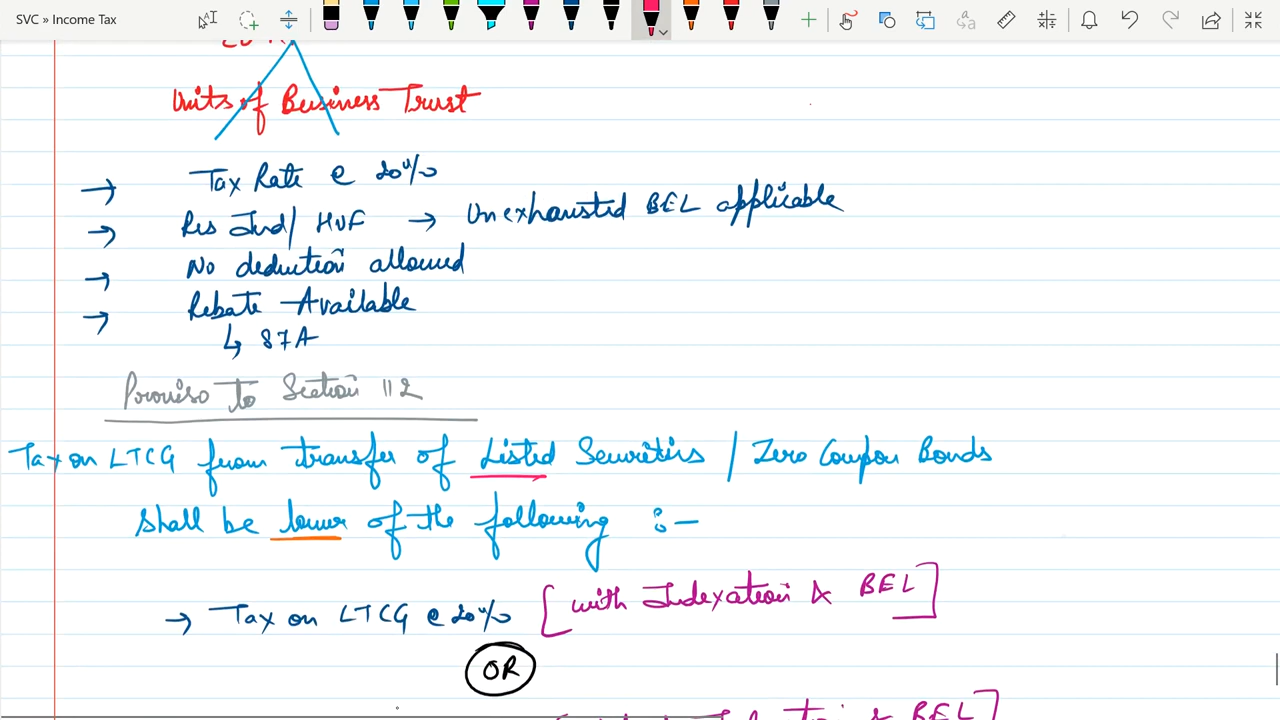 SVC » Income Tax
Units of Business Trust
→ Tax Rate @ 20%
→ Res Ind/ HUF → Unexhausted BEL applicable
→ No deduction allowed
→ Rebate Available
↳ 87A
Proviso to Section 112
Tax on LTCG from transfer of Listed Securities / Zero Coupon Bonds
shall be lower of the following :-
→ Tax on LTCG @ 20% [with Indexation & BEL]
OR
& BEL]